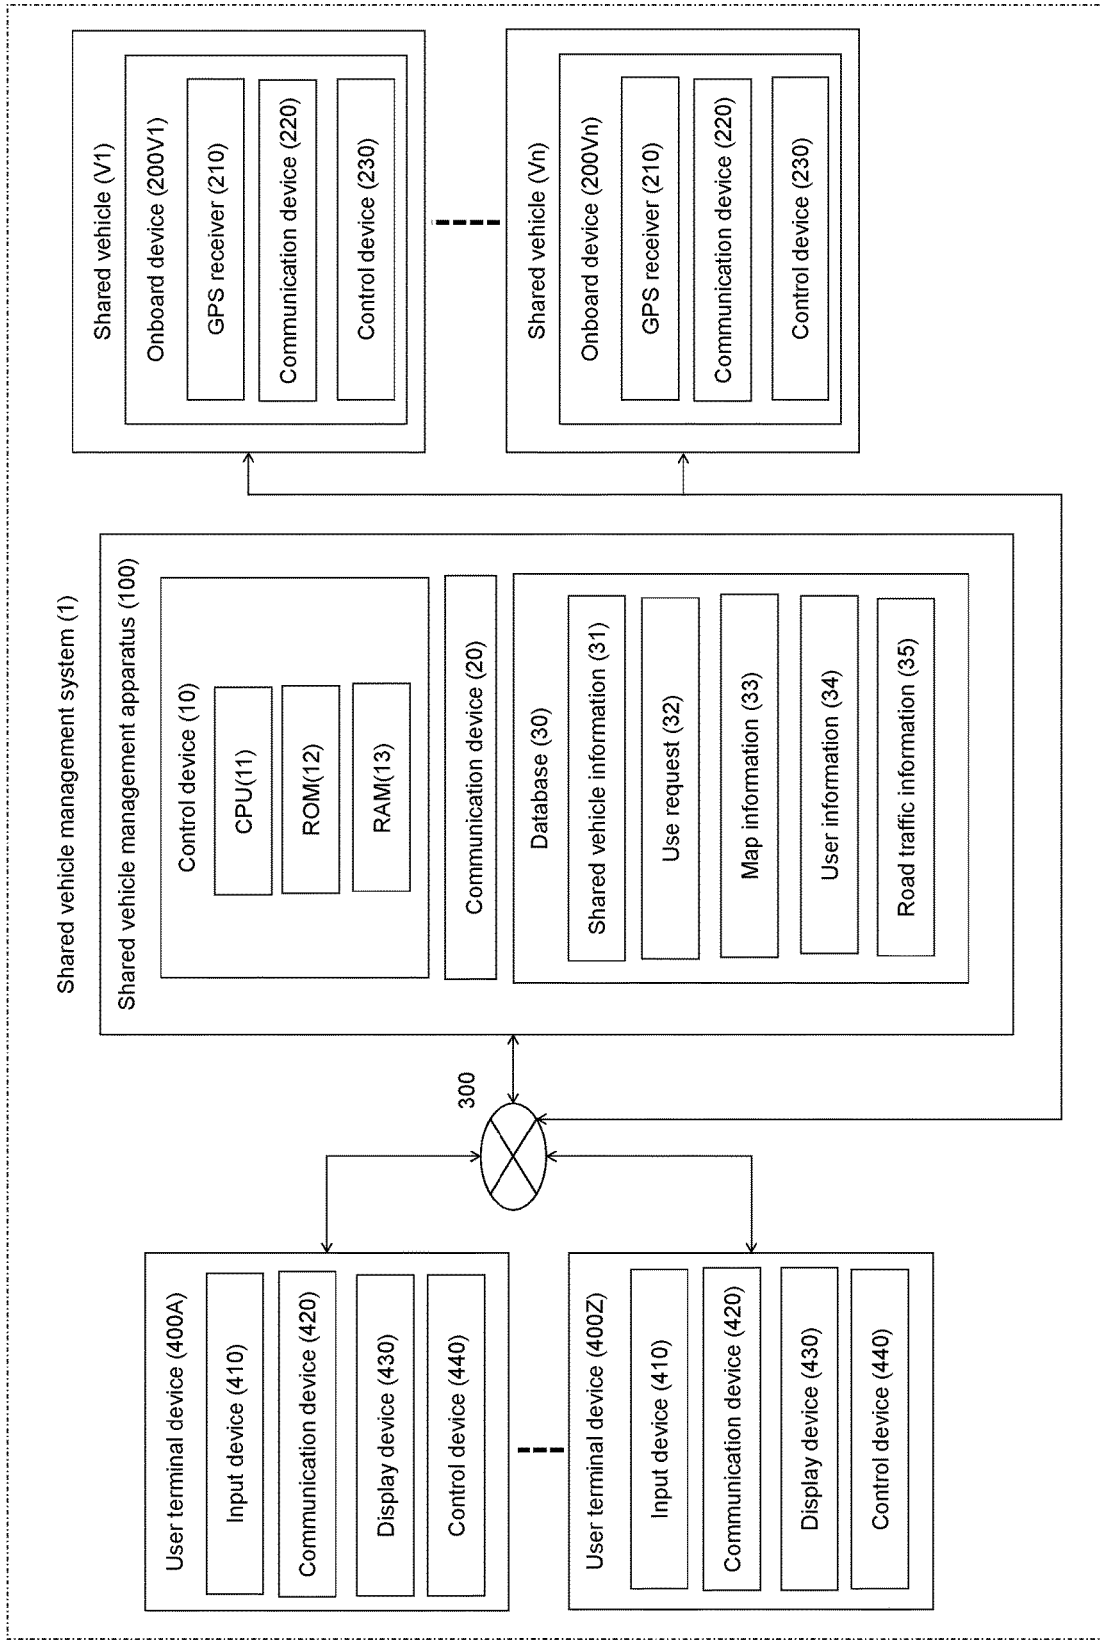 Shared vehicle management system (1)
User terminal device (400A)
Input device (410)
Communication device (420)
Display device (430)
Control device (440)
User terminal device (400Z)
Input device (410)
Communication device (420)
Display device (430)
Control device (440)
300
Shared vehicle management apparatus (100)
Control device (10)
CPU(11)
ROM(12)
RAM(13)
Communication device (20)
Database (30)
Shared vehicle information (31)
Use request (32)
Map information (33)
User information (34)
Road traffic information (35)
Shared vehicle (V1)
Onboard device (200V1)
GPS receiver (210)
Communication device (220)
Control device (230)
Shared vehicle (Vn)
Onboard device (200Vn)
GPS receiver (210)
Communication device (220)
Control device (230)